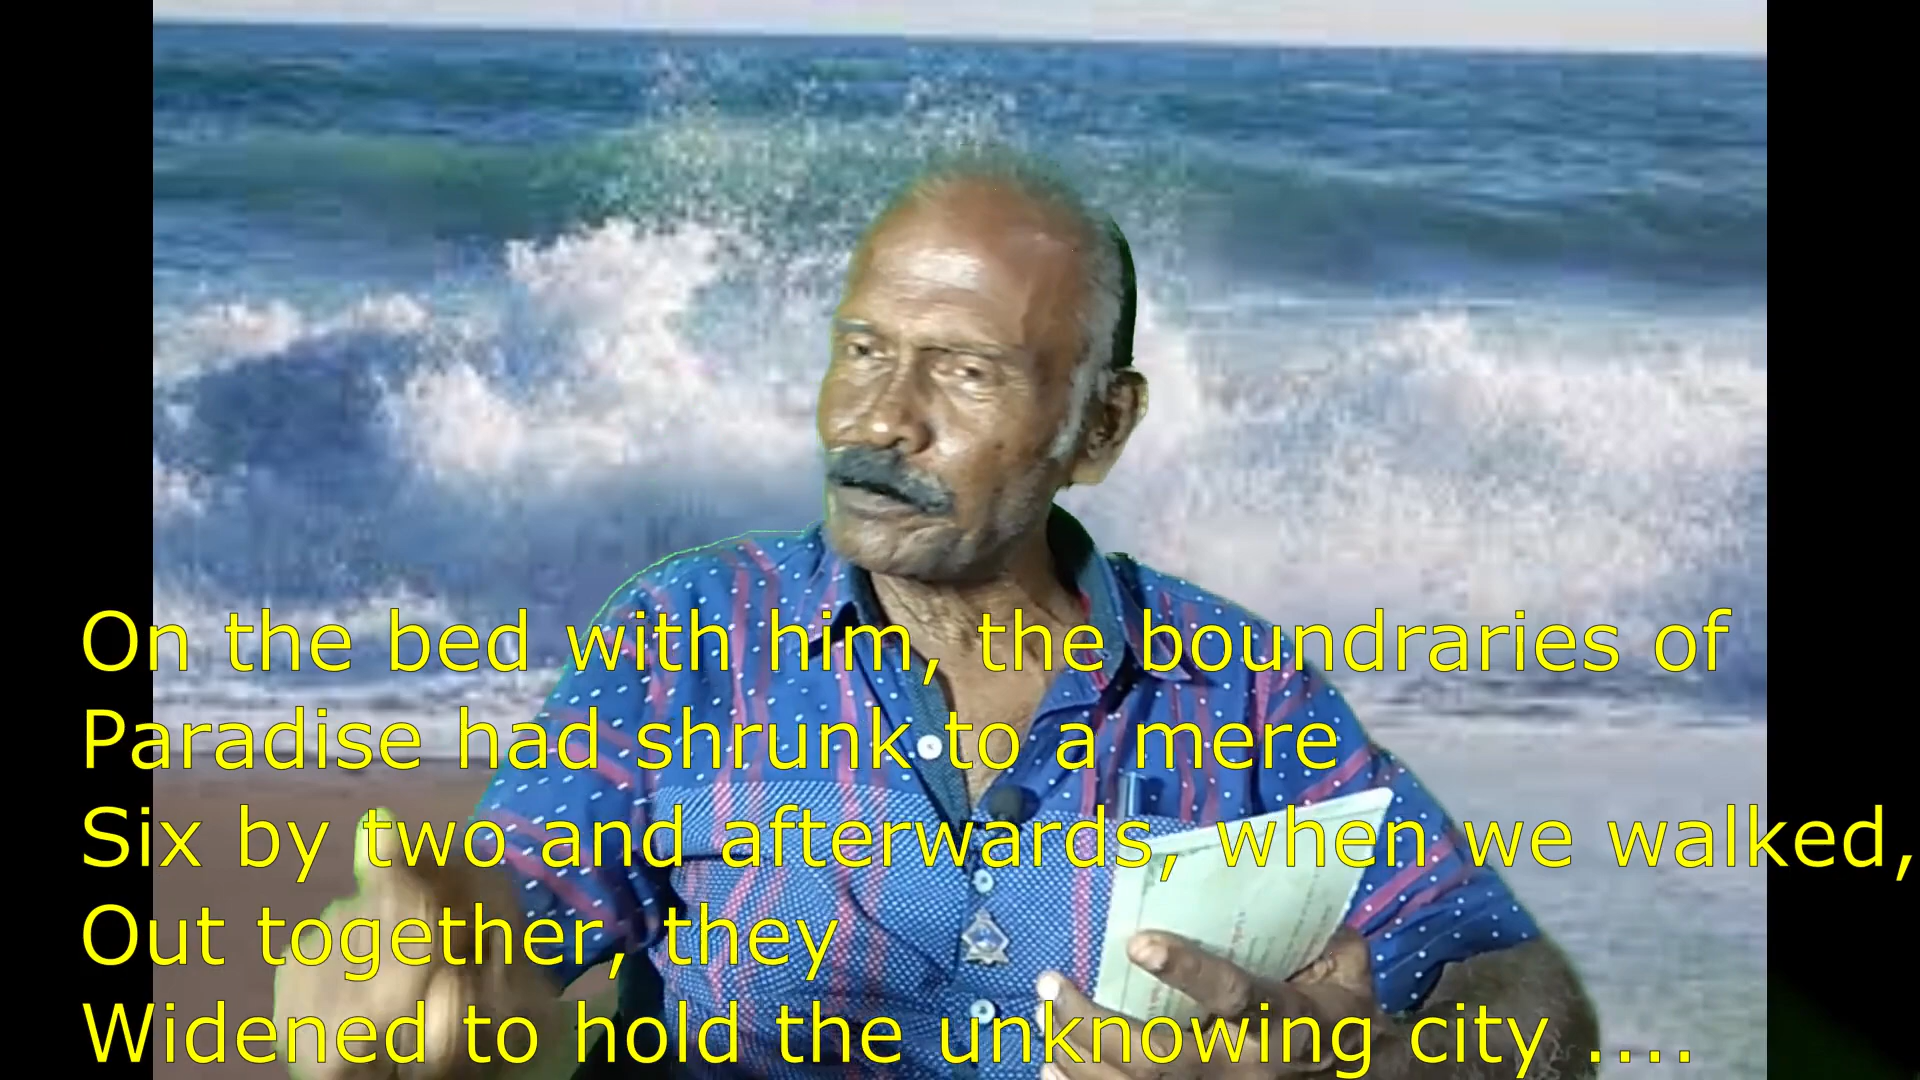 On the bed with him, the boundraries of
Paradise had shrunk to a mere
Six by two and afterwards, when we walked,
Out together, they
Widened to hold the unknowing city ....